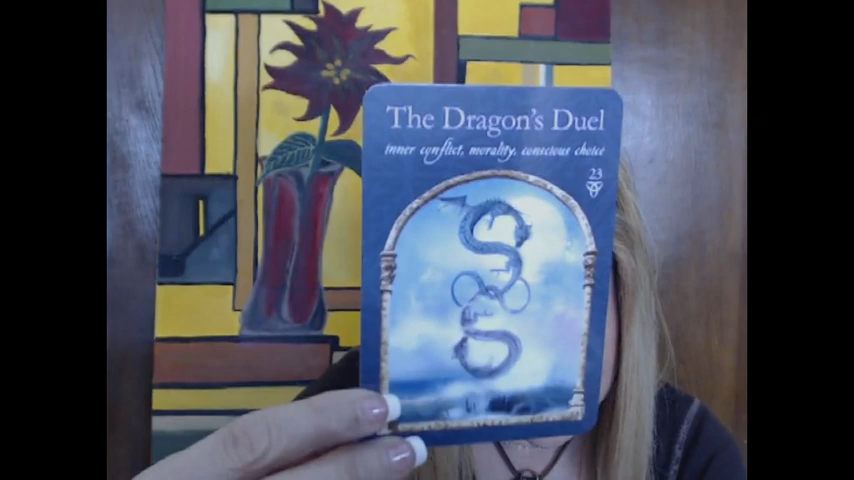 The Dragon's Duel
inner conflict, morality, conscious choice
23